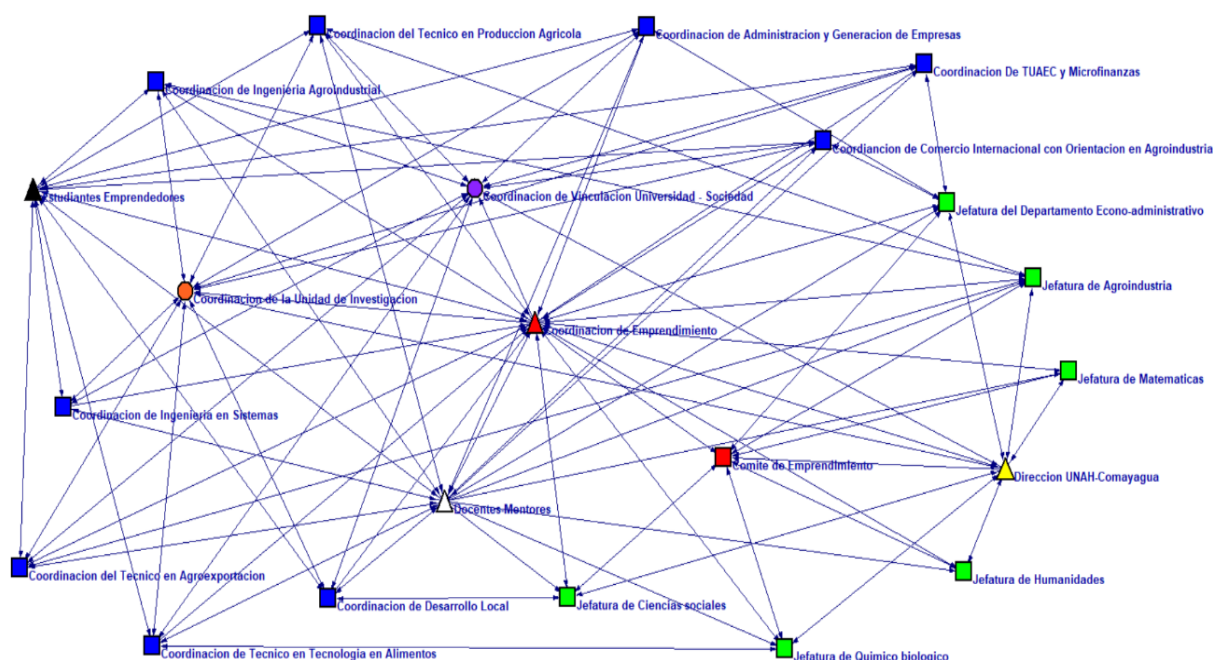 Coordinacion del Tecnico en Produccion Agricola
Coordinacion de Administracion y Generacion de Empresas
Coordinacion De TUAEC y Microfinanzas
Coordinacion de Ingenieria Agroindustrial
Coordiancion de Comercio Internacional con Orientacion en Agroindustria
Estudiantes Emprendedores
Coordinacion de Vinculacion Universidad - Sociedad
Jefatura del Departamento Econo-administrativo
Jefatura de Agroindustria
Coordinacion de la Unidad de Investigacion
Coordinacion de Emprendimiento
Jefatura de Matematicas
Coordinacion de Ingenieria en Sistemas
Comite de Emprendimiento
Direccion UNAH-Comayagua
Docentes Mentores
Coordinacion del Tecnico en Agroexportacion
Jefatura de Humanidades
Coordinacion de Desarrollo Local
Jefatura de Ciencias sociales
Coordinacion de Tecnico en Tecnologia en Alimentos
Jefatura de Quimico biologico